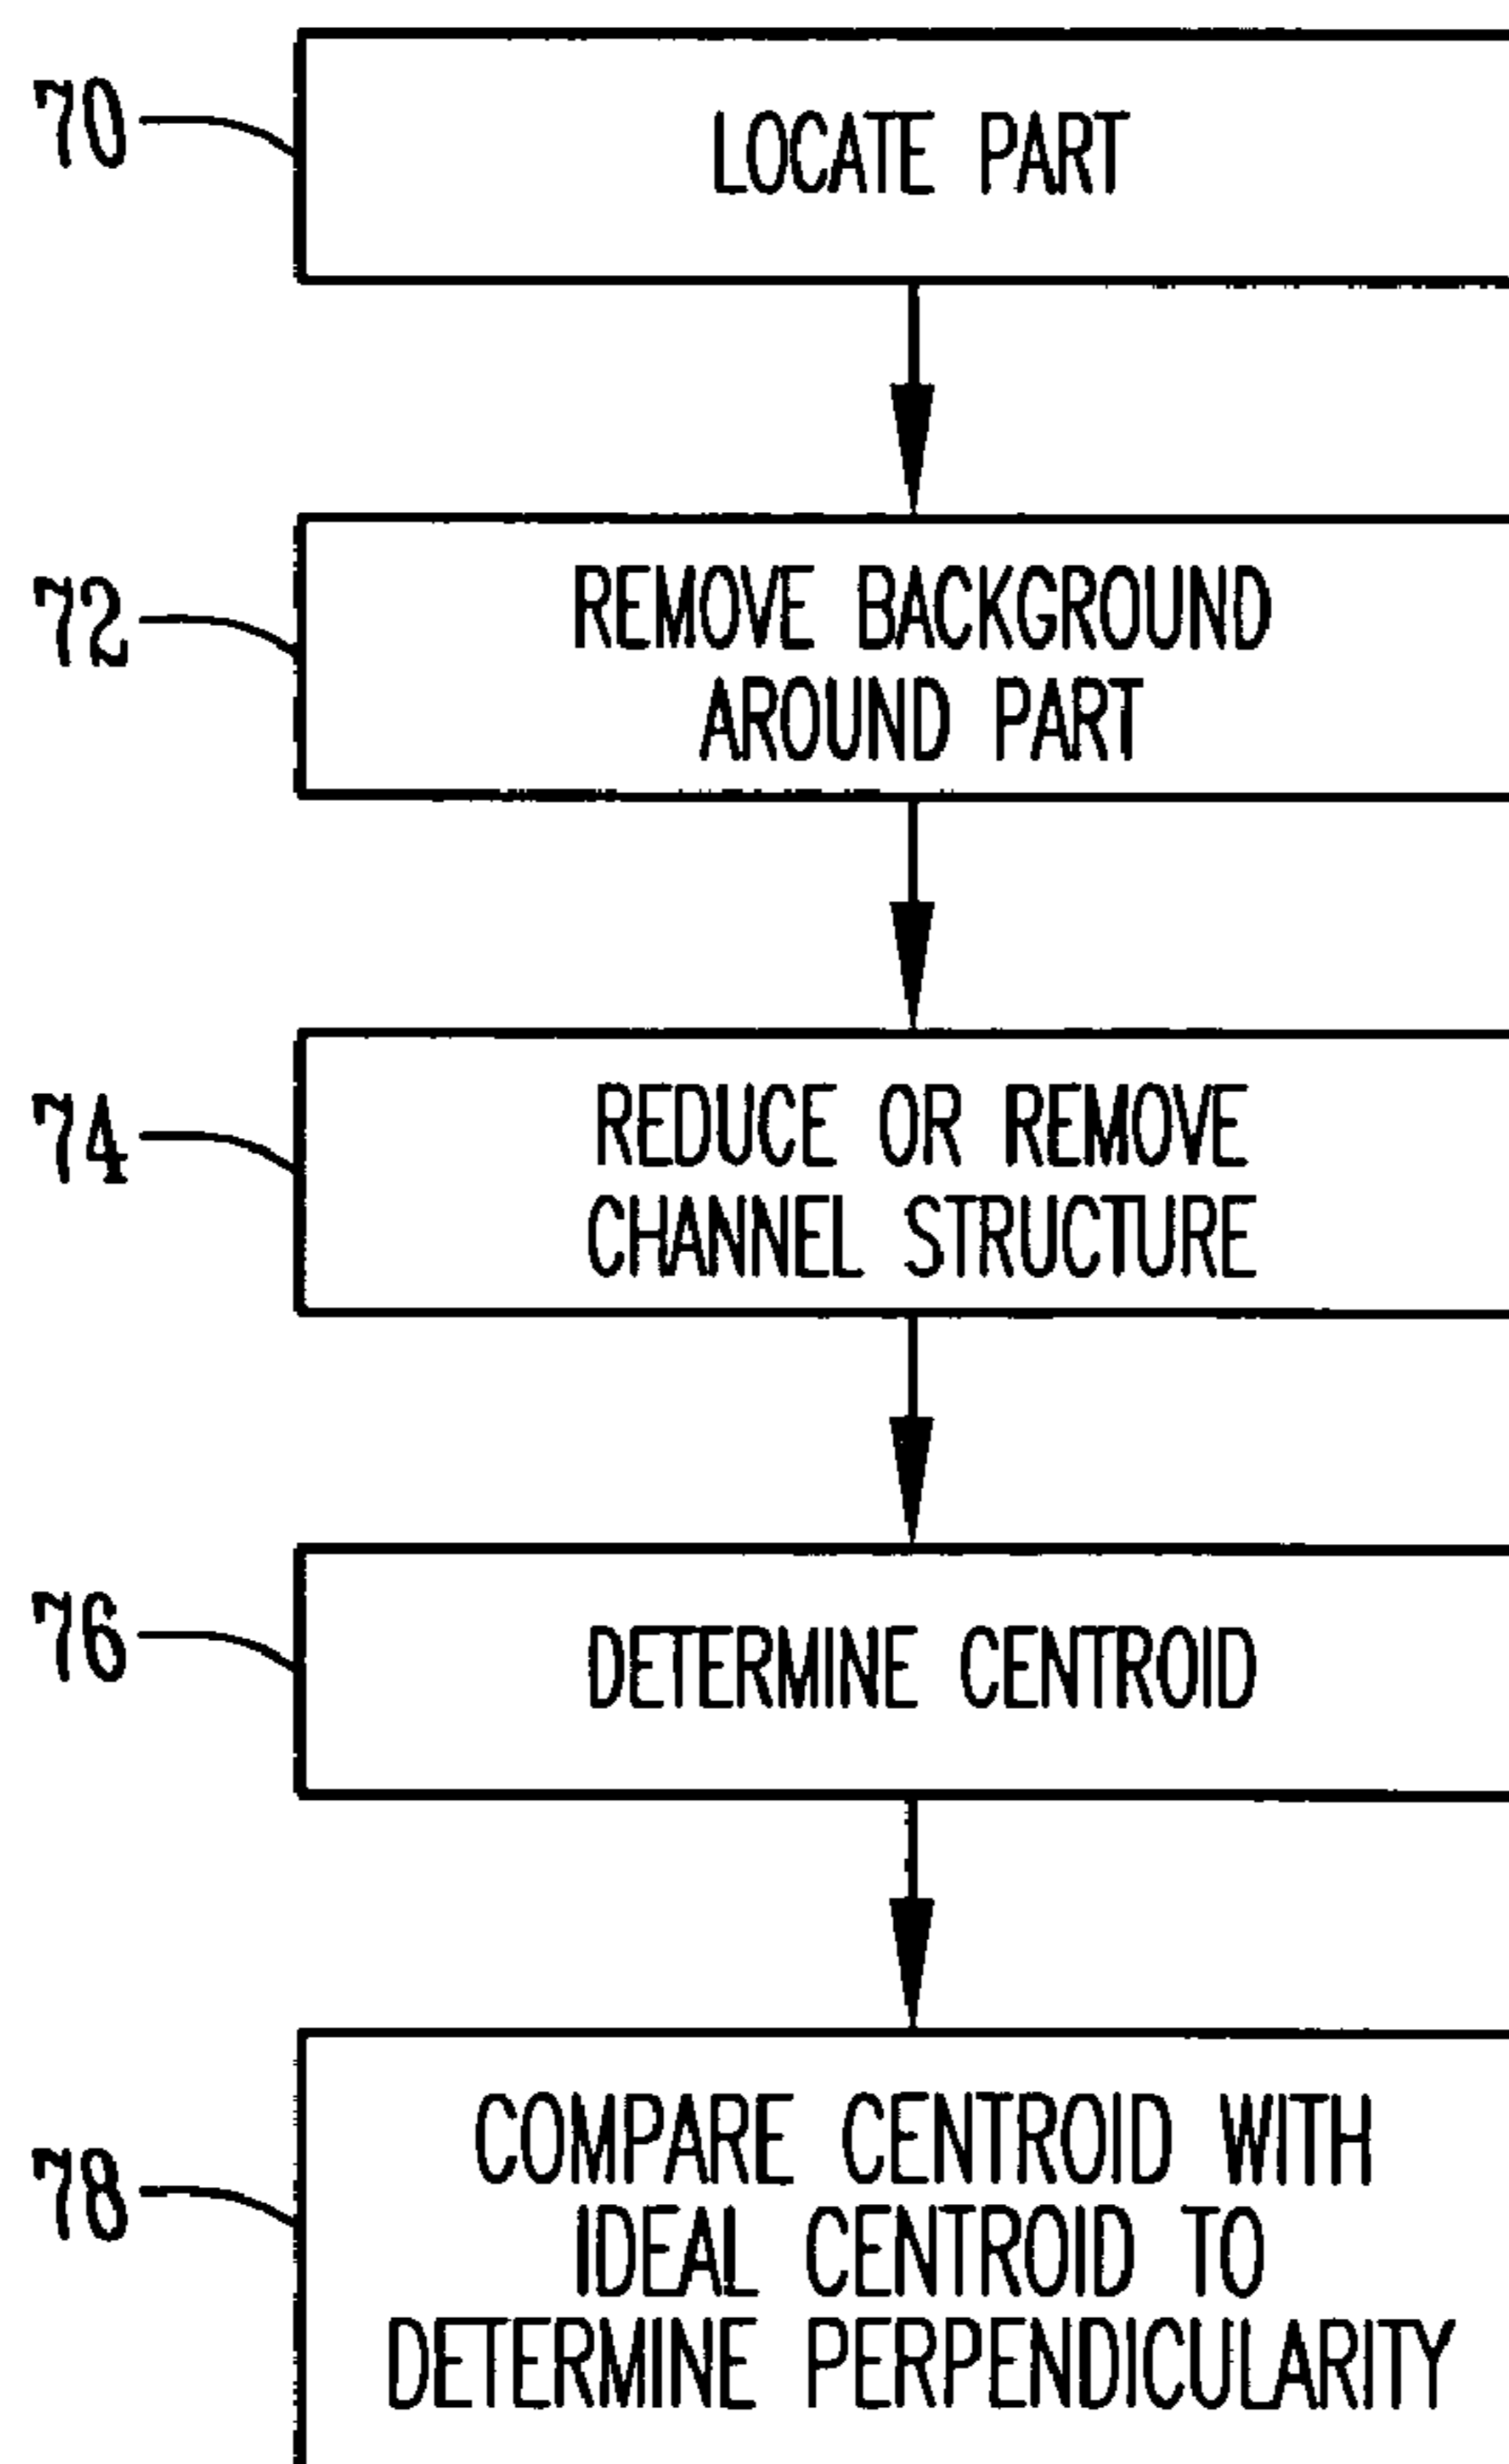 70
LOCATE PART
72
REMOVE BACKGROUND
AROUND PART
74
REDUCE OR REMOVE
CHANNEL STRUCTURE
76
DETERMINE CENTROID
78
COMPARE CENTROID WITH
IDEAL CENTROID TO
DETERMINE PERPENDICULARITY